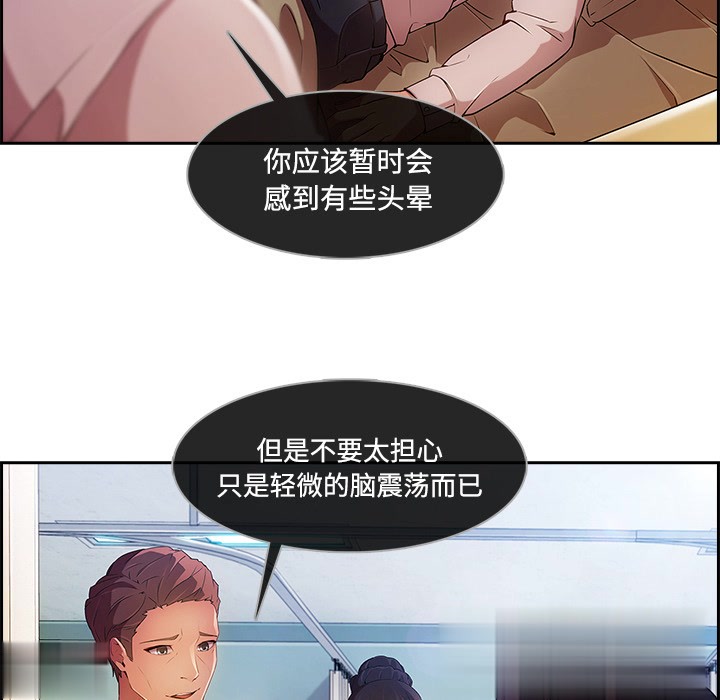 你应该暂时会
感到有些头晕
但是不要太担心
只是轻微的脑震荡而已